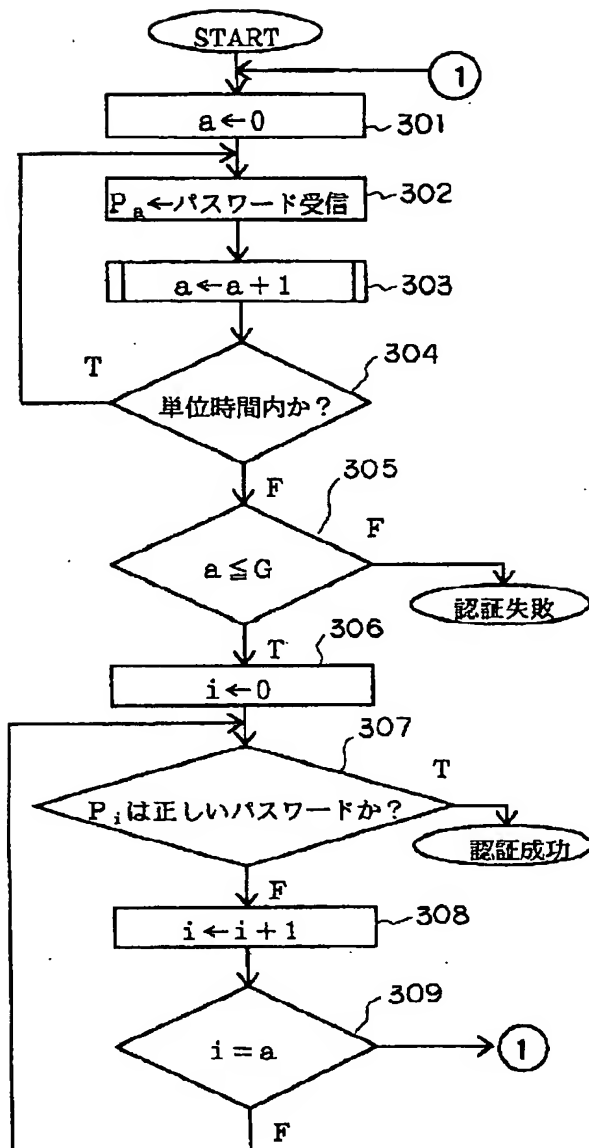 START
1
a←0
301
Pa←パスワード受信
302
a←a+1
303
304
T
単位時間内か？
F
305
F
a≦G
認証失敗
T
306
i←0
307
T
Piは正しいパスワードか？
認証成功
F
i←i+1
308
309
i=a
1
F